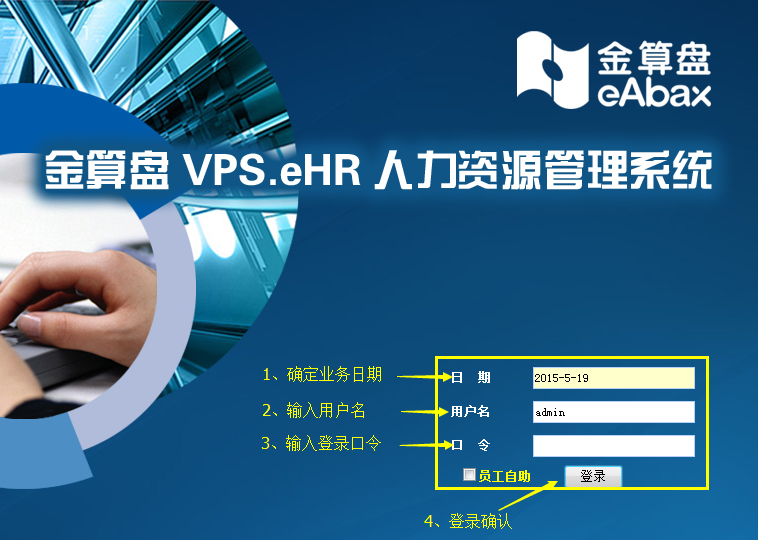 金算盘
eAbax
金算盘 VPS.eHR 人力资源管理系统
1、确定业务日期 日 期 2015-5-19
2、输入用户名 用户名 admin
3、输入登录口令 口 令
员工自助 登录
4、登录确认